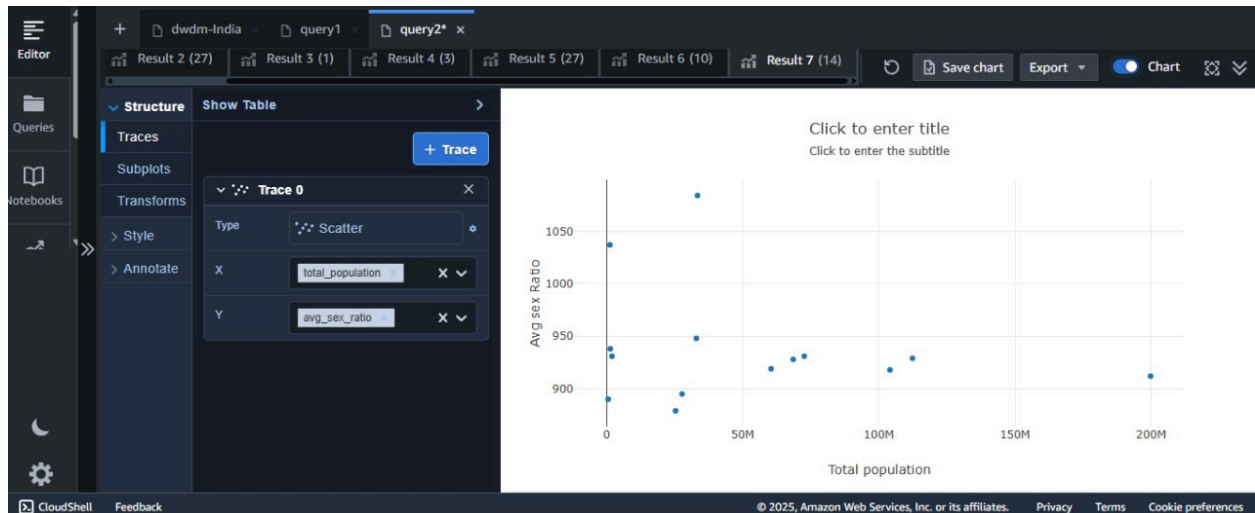 Editor
Queries
Notebooks
+ dwdm-India × query1 × query2* ×
Result 2 (27) Result 3 (1) Result 4 (3) Result 5 (27) Result 6 (10) Result 7 (14) Save chart Export Chart
Structure
Traces
Subplots
Transforms
> Style
> Annotate
Show Table >
+ Trace
Trace 0 ×
Type Scatter
X total_population × ×
Y avg_sex_ratio × ×
Click to enter title
Click to enter the subtitle
Avg sex Ratio
1050
1000
950
900
0 50M 100M 150M 200M
Total population
CloudShell Feedback © 2025, Amazon Web Services, Inc. or its affiliates. Privacy Terms Cookie preferences